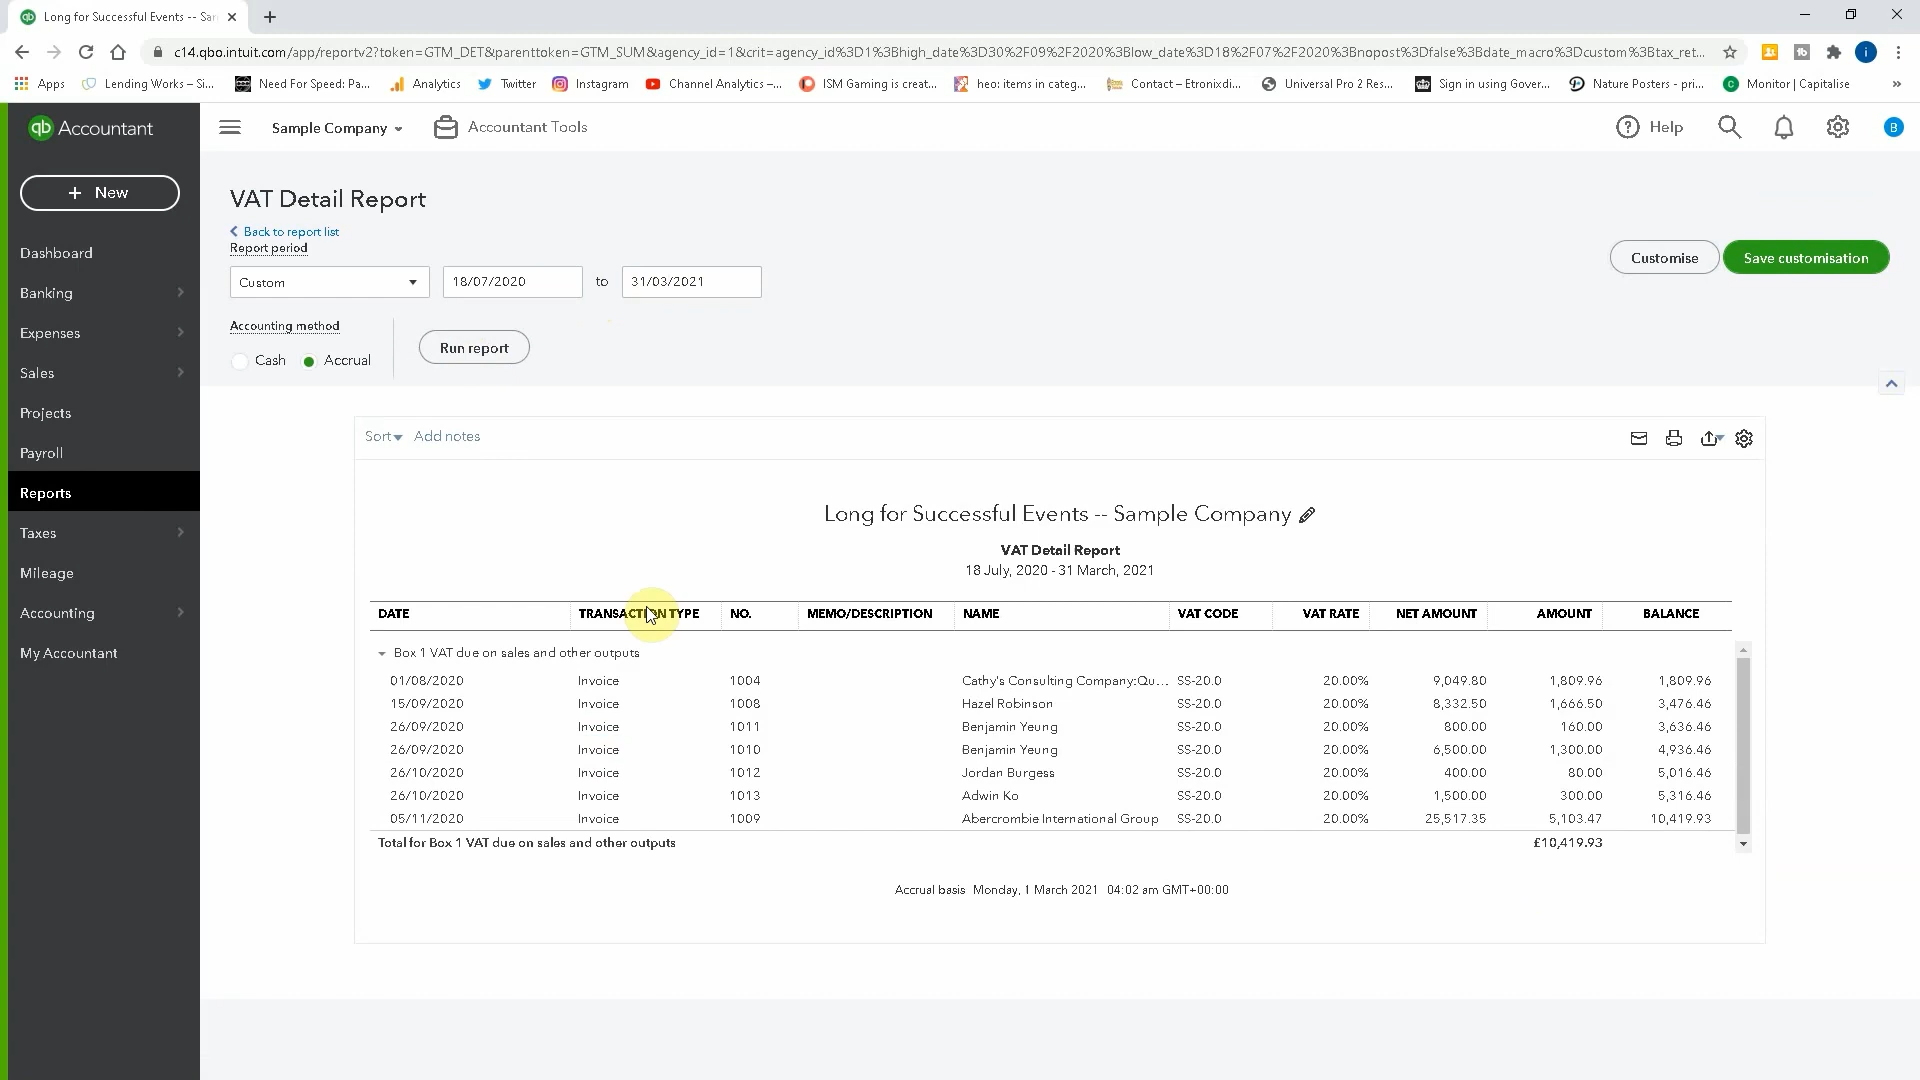 Long for Successful Events -- Sar
c14.qbo.intuit.com/app/reportv2?token=GTM_DET&parenttoken=GTM_SUM&agency_id=1&crit=agency_id%3D1%3Bhigh_date%3D30%2F09%2F2020%3Blow_date%3D18%2F07%2F2020%3Bnopost%3Dfalse%3Bdate_macro%3Dcustom%3Btax_ret...
Apps Lending Works – Si... Need For Speed: Pa... Analytics Twitter Instagram Channel Analytics –... ISM Gaming is creat... heo: items in categ... Contact – Etronixdi... Universal Pro 2 Res... Sign in using Gover... Nature Posters - pri... Monitor | Capitalise »
qb Accountant
Sample Company Accountant Tools Help B
+ New
Dashboard
Banking
Expenses
Sales
Projects
Payroll
Reports
Taxes
Mileage
Accounting
My Accountant
VAT Detail Report
Back to report list
Report period
Custom 18/07/2020 to 31/03/2021
Customise Save customisation
Accounting method
Cash Accrual
Run report
Sort Add notes
Long for Successful Events -- Sample Company
VAT Detail Report
18 July, 2020 - 31 March, 2021
DATE TRANSACTION TYPE NO. MEMO/DESCRIPTION NAME VAT CODE VAT RATE NET AMOUNT AMOUNT BALANCE
Box 1 VAT due on sales and other outputs
01/08/2020 Invoice 1004 Cathy's Consulting Company:Qu... SS-20.0 20.00% 9,049.80 1,809.96 1,809.96
15/09/2020 Invoice 1008 Hazel Robinson SS-20.0 20.00% 8,332.50 1,666.50 3,476.46
26/09/2020 Invoice 1011 Benjamin Yeung SS-20.0 20.00% 800.00 160.00 3,636.46
26/09/2020 Invoice 1010 Benjamin Yeung SS-20.0 20.00% 6,500.00 1,300.00 4,936.46
26/10/2020 Invoice 1012 Jordan Burgess SS-20.0 20.00% 400.00 80.00 5,016.46
26/10/2020 Invoice 1013 Adwin Ko SS-20.0 20.00% 1,500.00 300.00 5,316.46
05/11/2020 Invoice 1009 Abercrombie International Group SS-20.0 20.00% 25,517.35 5,103.47 10,419.93
Total for Box 1 VAT due on sales and other outputs £10,419.93
Accrual basis Monday, 1 March 2021 04:02 am GMT+00:00